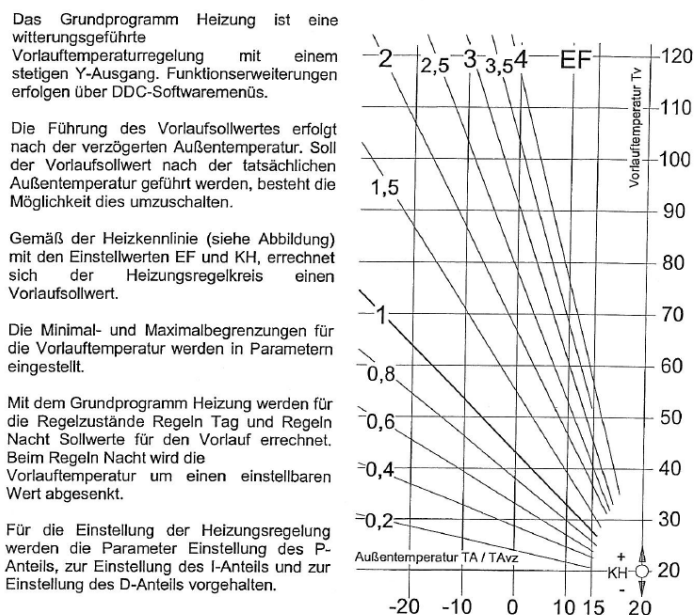 Das Grundprogramm Heizung ist eine
witterungsgeführte
Vorlauftemperaturregelung mit einem
stetigen Y-Ausgang. Funktionserweiterungen
erfolgen über DDC-Softwaremenüs.
Die Führung des Vorlaufsollwertes erfolgt
nach der verzögerten Außentemperatur. Soll
der Vorlaufsollwert nach der tatsächlichen
Außentemperatur geführt werden, besteht die
Möglichkeit dies umzuschalten.
Gemäß der Heizkennlinie (siehe Abbildung)
mit den Einstellwerten EF und KH, errechnet
sich der Heizungsregelkreis einen
Vorlaufsollwert.
Die Minimal- und Maximalbegrenzungen für
die Vorlauftemperatur werden in Parametern
eingestellt.
Mit dem Grundprogramm Heizung werden für
die Regelzustände Regeln Tag und Regeln
Nacht Sollwerte für den Vorlauf errechnet.
Beim Regeln Nacht wird die
Vorlauftemperatur um einen einstellbaren
Wert abgesenkt.
Für die Einstellung der Heizungsregelung
werden die Parameter Einstellung des P-
Anteils, zur Einstellung des I-Anteils und zur
Einstellung des D-Anteils vorgehalten.
2 2,5 3 3,5 4 EF
1,5
1
0,8
0,6
0,4
0,2
Vorlauftemperatur Tv
120
110
100
90
80
70
60
50
40
30
20
Außentemperatur TA / TAvz
+
KH
-
-20 -10 0 10 15 20